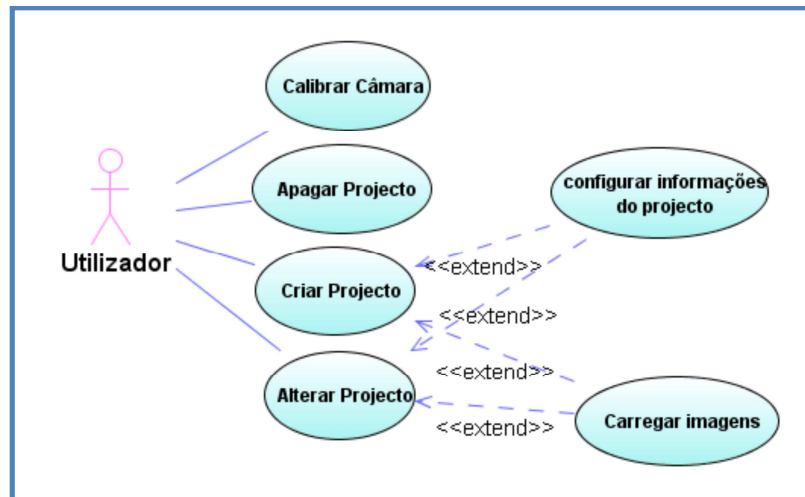 Calibrar Câmara
Apagar Projecto
configurar informações
do projecto
Utilizador
<<extend>>
Criar Projecto
<<extend>>
<<extend>>
Alterar Projecto
Carregar imagens
<<extend>>